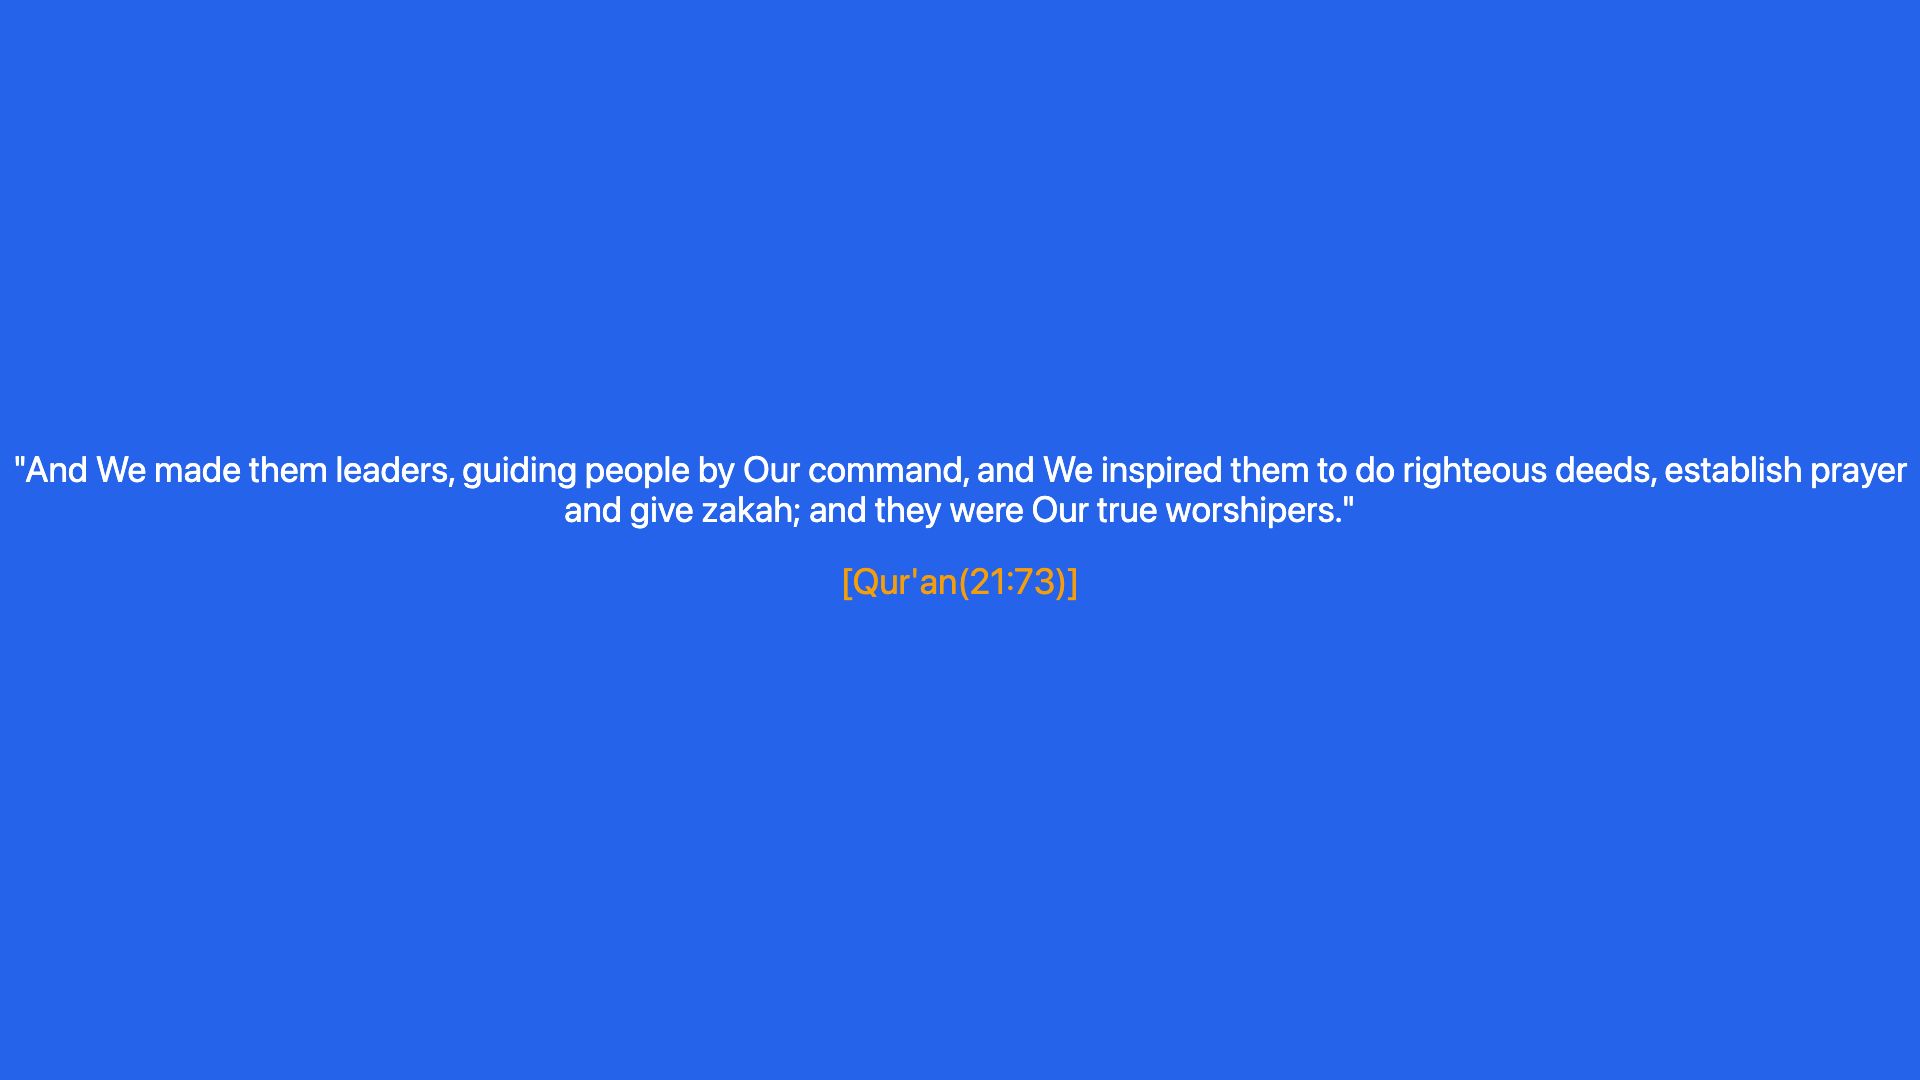 "And We made them leaders, guiding people by Our command, and We inspired them to do righteous deeds, establish prayer
and give zakah; and they were Our true worshipers."
[Qur'an(21:73)]